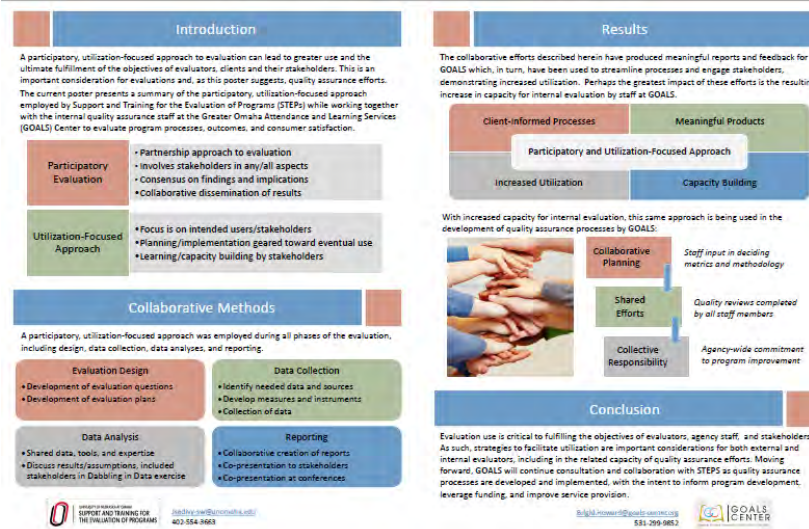 Introduction
A participatory, utilization-focused approach to evaluation can lead to greater use and the
ultimate fulfillment of the objectives of evaluators, clients and their stakeholders. This is an
important consideration for evaluations and, as this poster suggests, quality assurance efforts.
The current poster presents a summary of the participatory, utilization-focused approach
employed by Support and Training for the Evaluation of Programs (STEPs) while working together
with the internal quality assurance staff at the Greater Omaha Attendance and Learning Services
(GOALS) Center to evaluate program processes, outcomes, and consumer satisfaction.
Participatory
Evaluation
• Partnership approach to evaluation
• Involves stakeholders in any/all aspects
• Consensus on findings and implications
•Collaborative dissemination of results
Utilization-Focused
Approach
•Focus is on intended users/stakeholders
•Planning/implementation geared toward eventual use
•Learning/capacity building by stakeholders
Collaborative Methods
A participatory, utilization-focused approach was employed during all phases of the evaluation,
including design, data collection, data analyses, and reporting.
Evaluation Design
•Development of evaluation questions
•Development of evaluation plans
Data Collection
•Identify needed data and sources
•Develop measures and instruments
•Collection of data
Data Analysis
•Shared data, tools, and expertise
•Discuss results/assumptions, included
stakeholders in Dabbling in Data exercise
Reporting
•Collaborative creation of reports
•Co-presentation to stakeholders
•Co-presentation at conferences
SUPPORT AND TRAINING FOR
THE EVALUATION OF PROGRAMS
402-554-3663
Results
The collaborative efforts described herein have produced meaningful reports and feedback for
GOALS which, in turn, have been used to streamline processes and engage stakeholders,
demonstrating increased utilization. Perhaps the greatest impact of these efforts is the resultin
increase in capacity for internal evaluation by staff at GOALS.
Client-Informed Processes
Meaningful Products
Participatory and Utilization-Focused Approach
Increased Utilization
Capacity Building
With increased capacity for internal evaluation, this same approach is being used in the
development of quality assurance processes by GOALS:
Collaborative
Planning
Staff input in deciding
metrics and methodology
Shared
Efforts
Quality reviews completed
by all staff members
Collective
Responsibility
Agency-wide commitment
to program improvement
Conclusion
Evaluation use is critical to fulfilling the objectives of evaluators, agency staff, and stakeholders
As such, strategies to facilitate utilization are important considerations for both external and
internal evaluators, including in the related capacity of quality assurance efforts. Moving
forward, GOALS will continue consultation and collaboration with STEPS as quality assurance
processes are developed and implemented, with the intent to inform program development,
leverage funding, and improve service provision.
531-299-9852
GOALS
CENTER